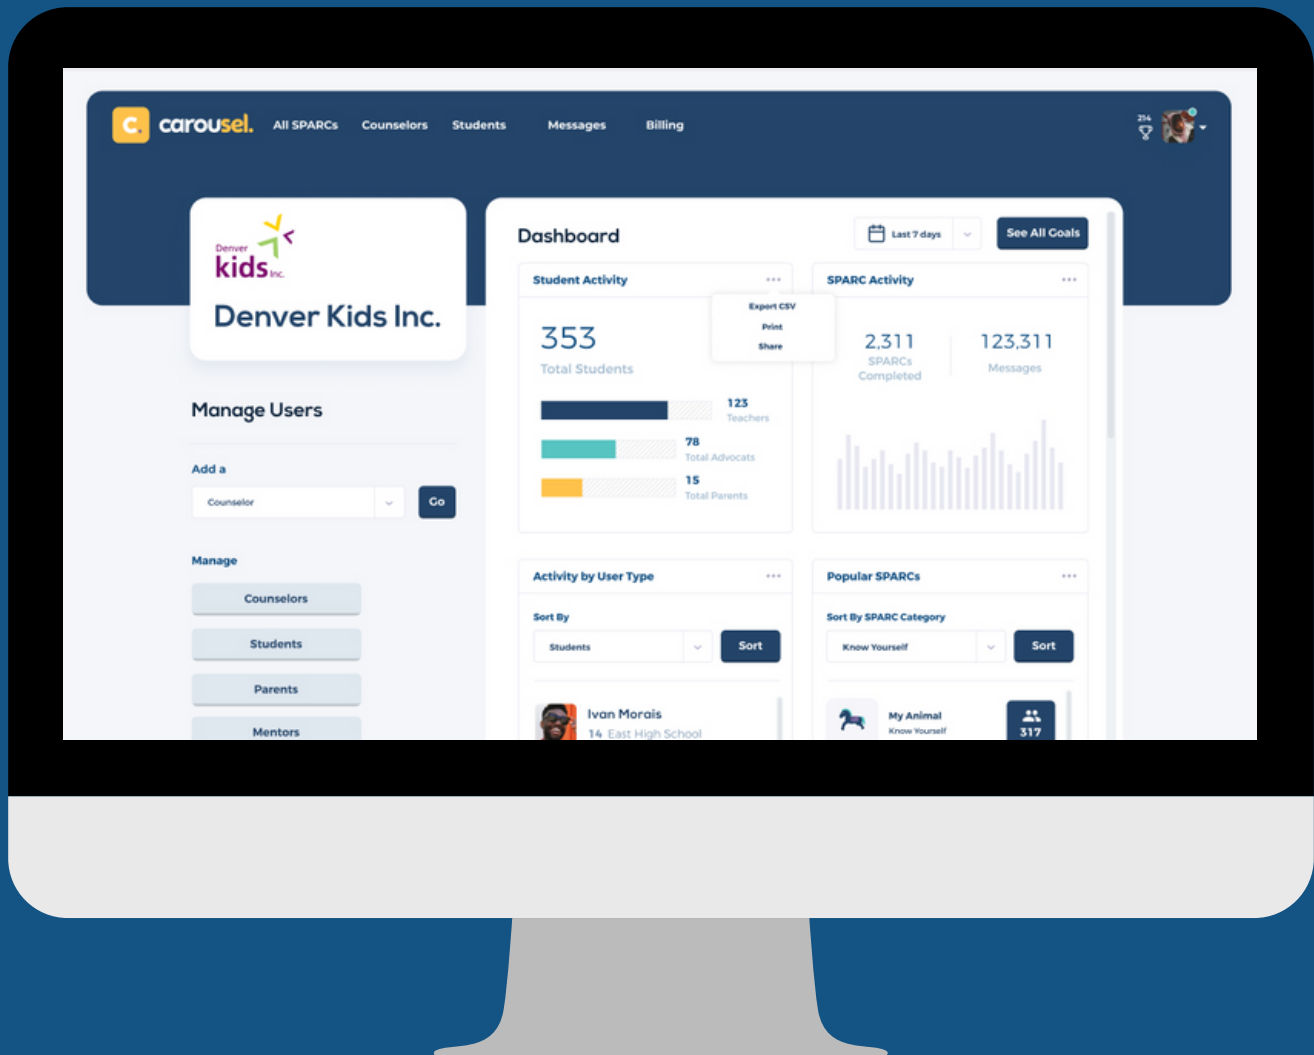 C. carousel. All SPARCs Counselors Students Messages Billing
214
Denver
kids Inc.
Denver Kids Inc.
Manage Users
Add a
Counselor
Go
Manage
Counselors
Students
Parents
Mentors
Dashboard
Last 7 days
See All Goals
Student Activity
Export CSV
Print
Share
353
Total Students
123
Teachers
78
Total Advocats
15
Total Parents
SPARC Activity
2,311
SPARCs
Completed
123,311
Messages
Activity by User Type
Sort By
Students
Sort
Ivan Morais
14 East High School
Popular SPARCs
Sort By SPARC Category
Know Yourself
Sort
My Animal
Know Yourself
317